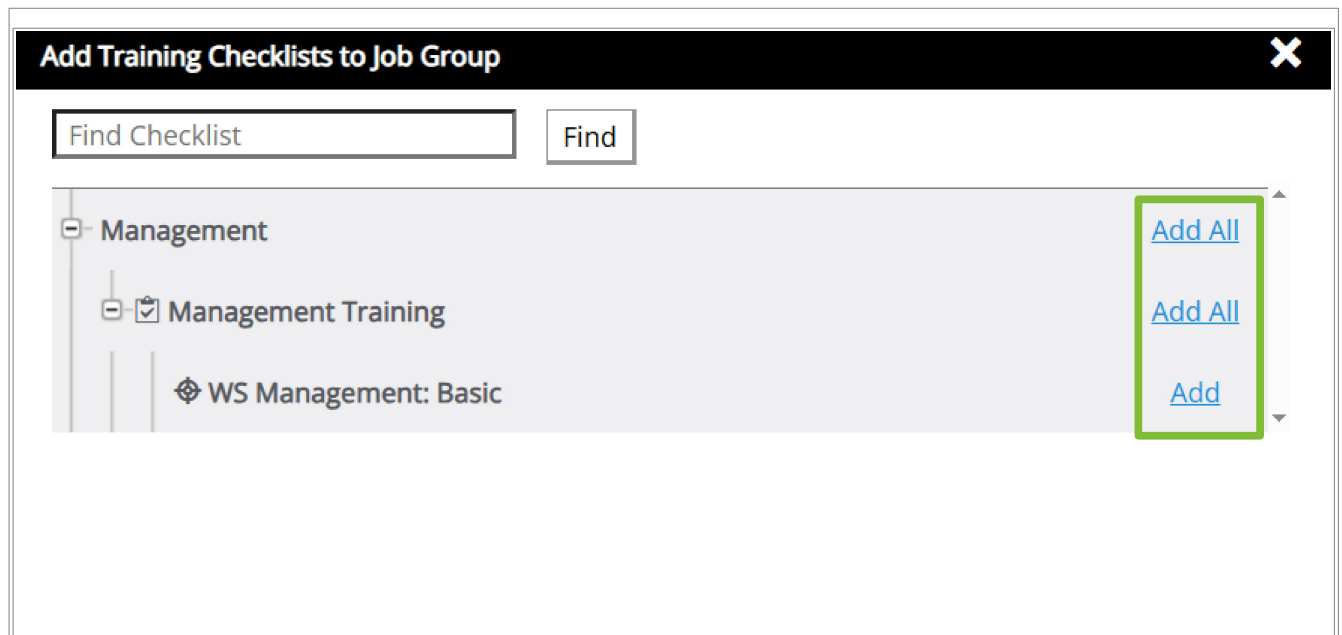 Add Training Checklists to Job Group
Find Checklist Find
Management Add All
Management Training Add All
WS Management: Basic Add